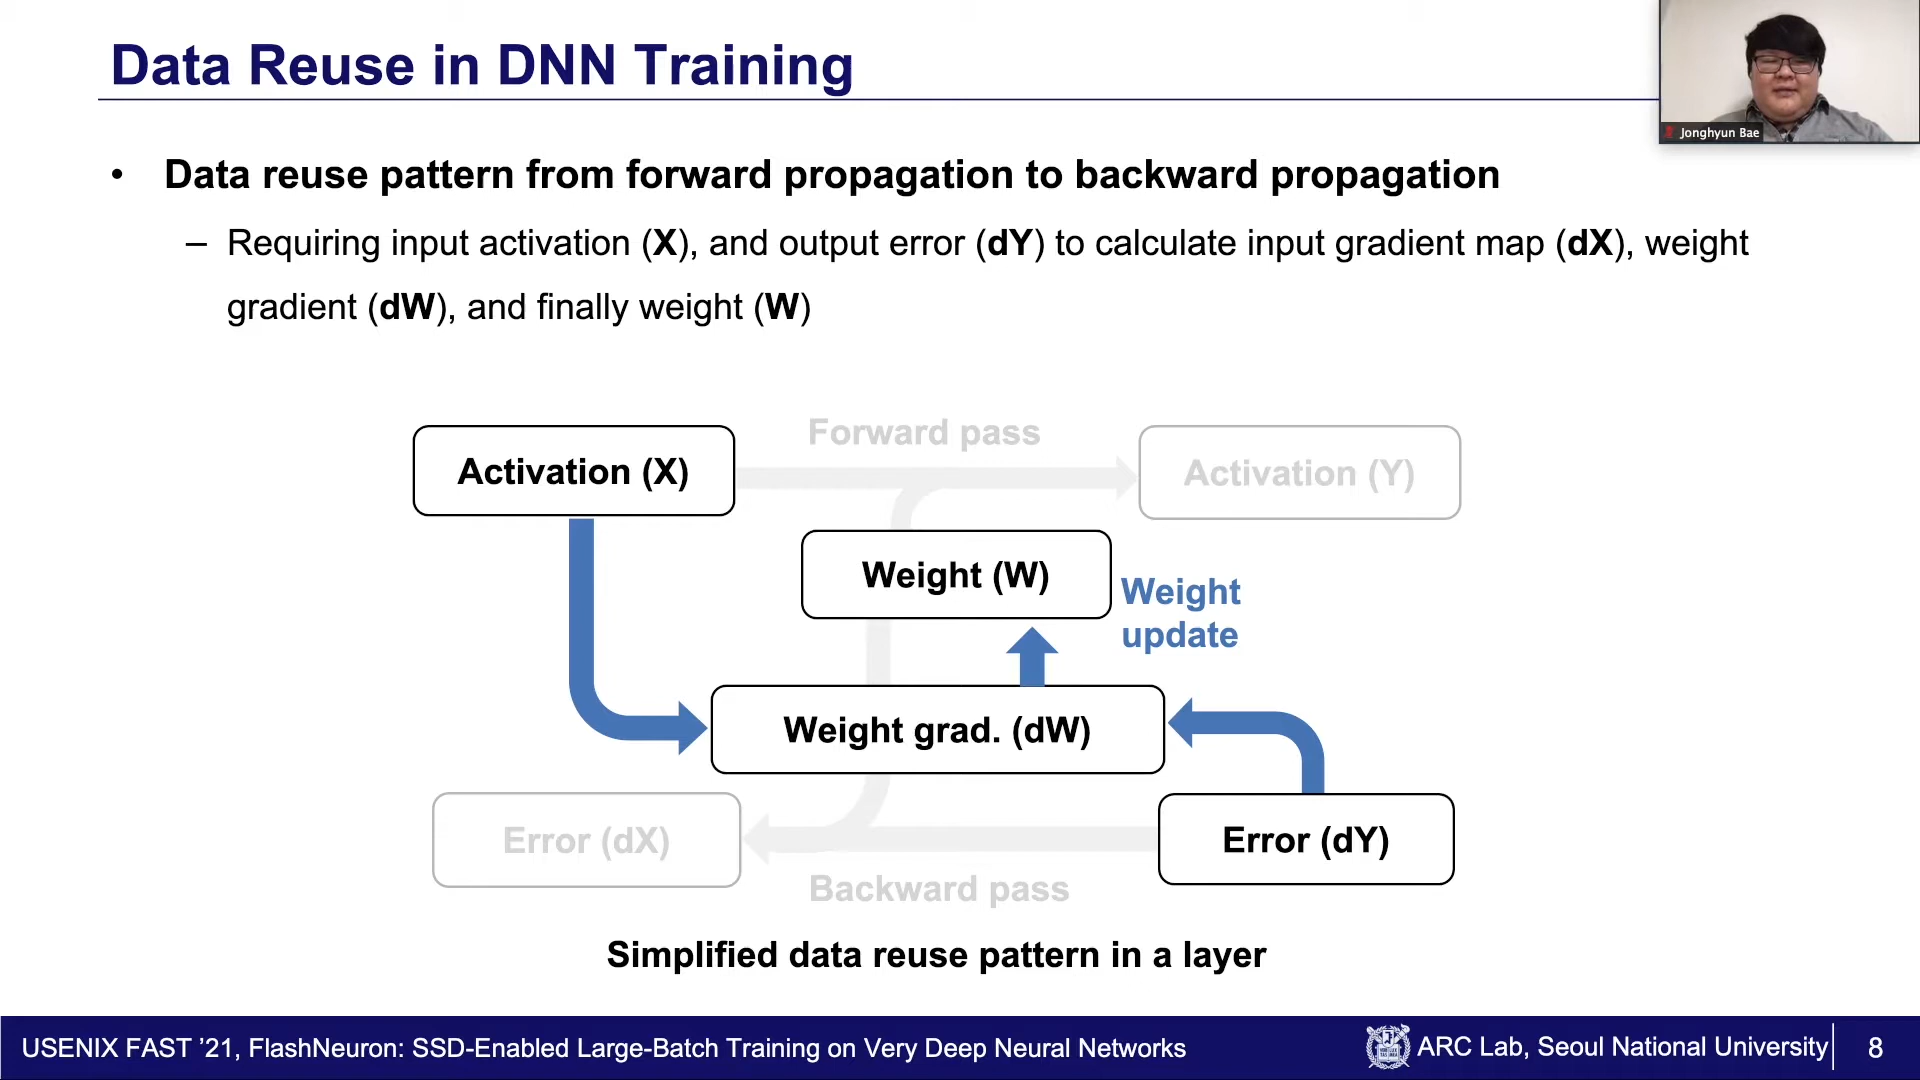 Data Reuse in DNN Training
Jonghyun Bae
• Data reuse pattern from forward propagation to backward propagation
– Requiring input activation (X), and output error (dY) to calculate input gradient map (dX), weight
gradient (dW), and finally weight (W)
Forward pass
Activation (X)
Activation (Y)
Weight (W)
Weight
update
Weight grad. (dW)
Error (dX)
Error (dY)
Backward pass
Simplified data reuse pattern in a layer
USENIX FAST ’21, FlashNeuron: SSD-Enabled Large-Batch Training on Very Deep Neural Networks
ARC Lab, Seoul National University
8